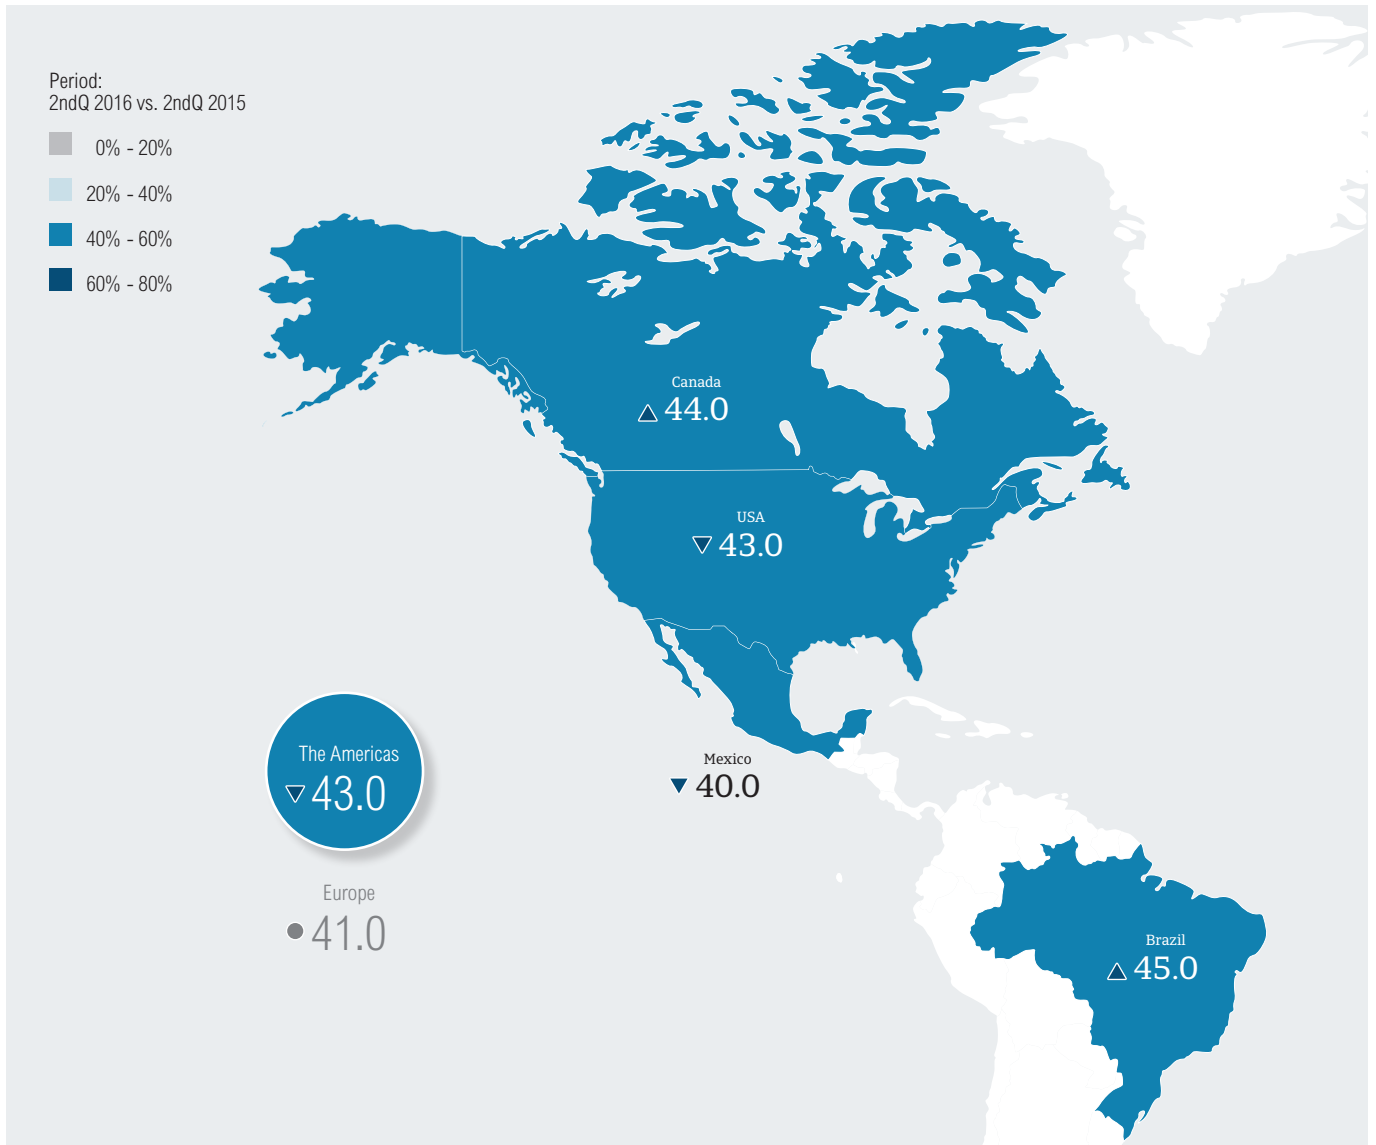 Period:
2ndQ 2016 vs. 2ndQ 2015
0% - 20%
20% - 40%
40% - 60%
60% - 80%
Canada
44.0
USA
43.0
Mexico
40.0
The Americas
43.0
Europe
41.0
Brazil
45.0